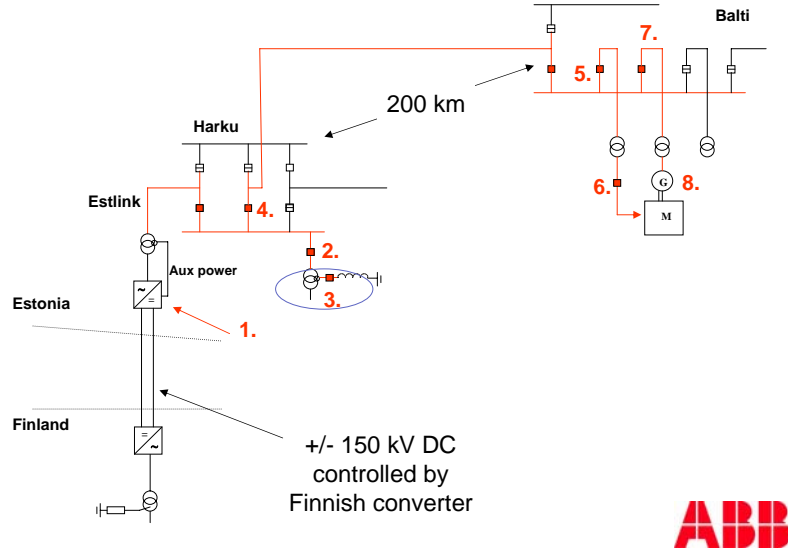 Balti
7.
5.
200 km
Harku
6.
G
8.
M
Estlink
4.
2.
Aux power
3.
~
=
Estonia
1.
Finland
=
~
+/- 150 kV DC
controlled by
Finnish converter
ABB